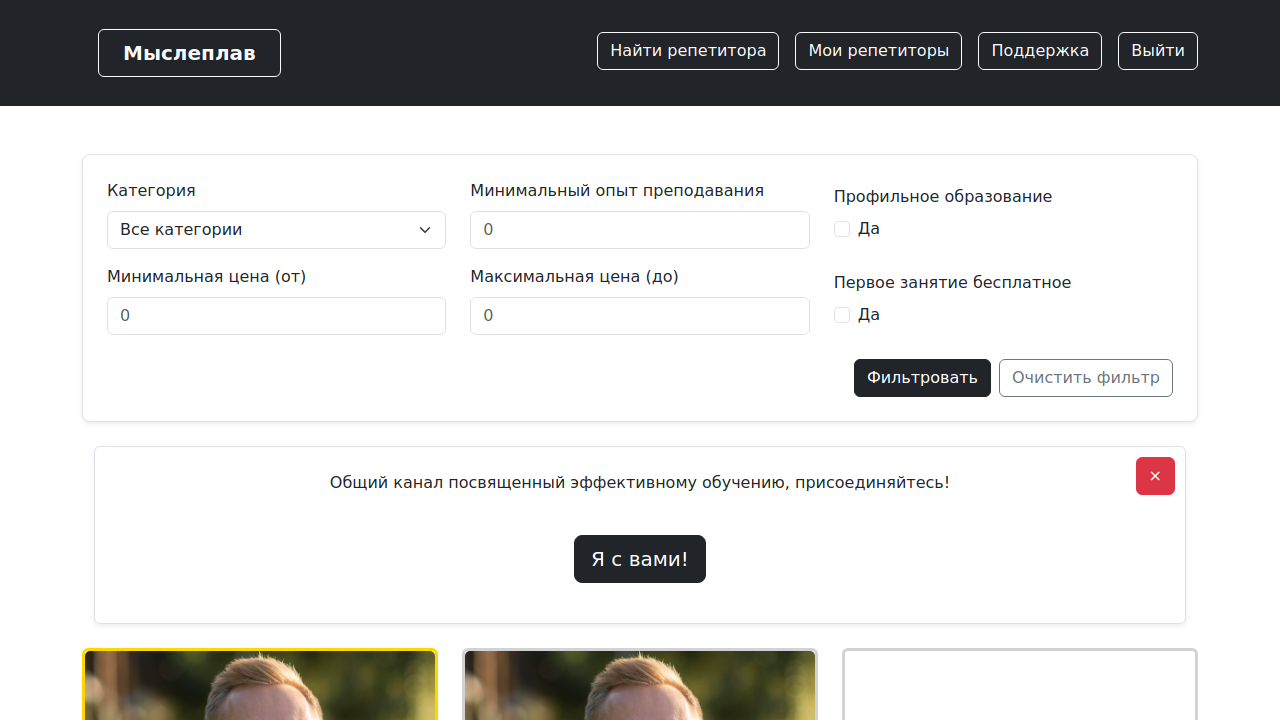 Мыслеплав
Найти репетитора
Мои репетиторы
Поддержка
Выйти
Категория
Все категории
Минимальный опыт преподавания
0
Профильное образование
Да
Минимальная цена (от)
0
Максимальная цена (до)
0
Первое занятие бесплатное
Да
Фильтровать
Очистить фильтр
Общий канал посвященный эффективному обучению, присоединяйтесь!
×
Я с вами!